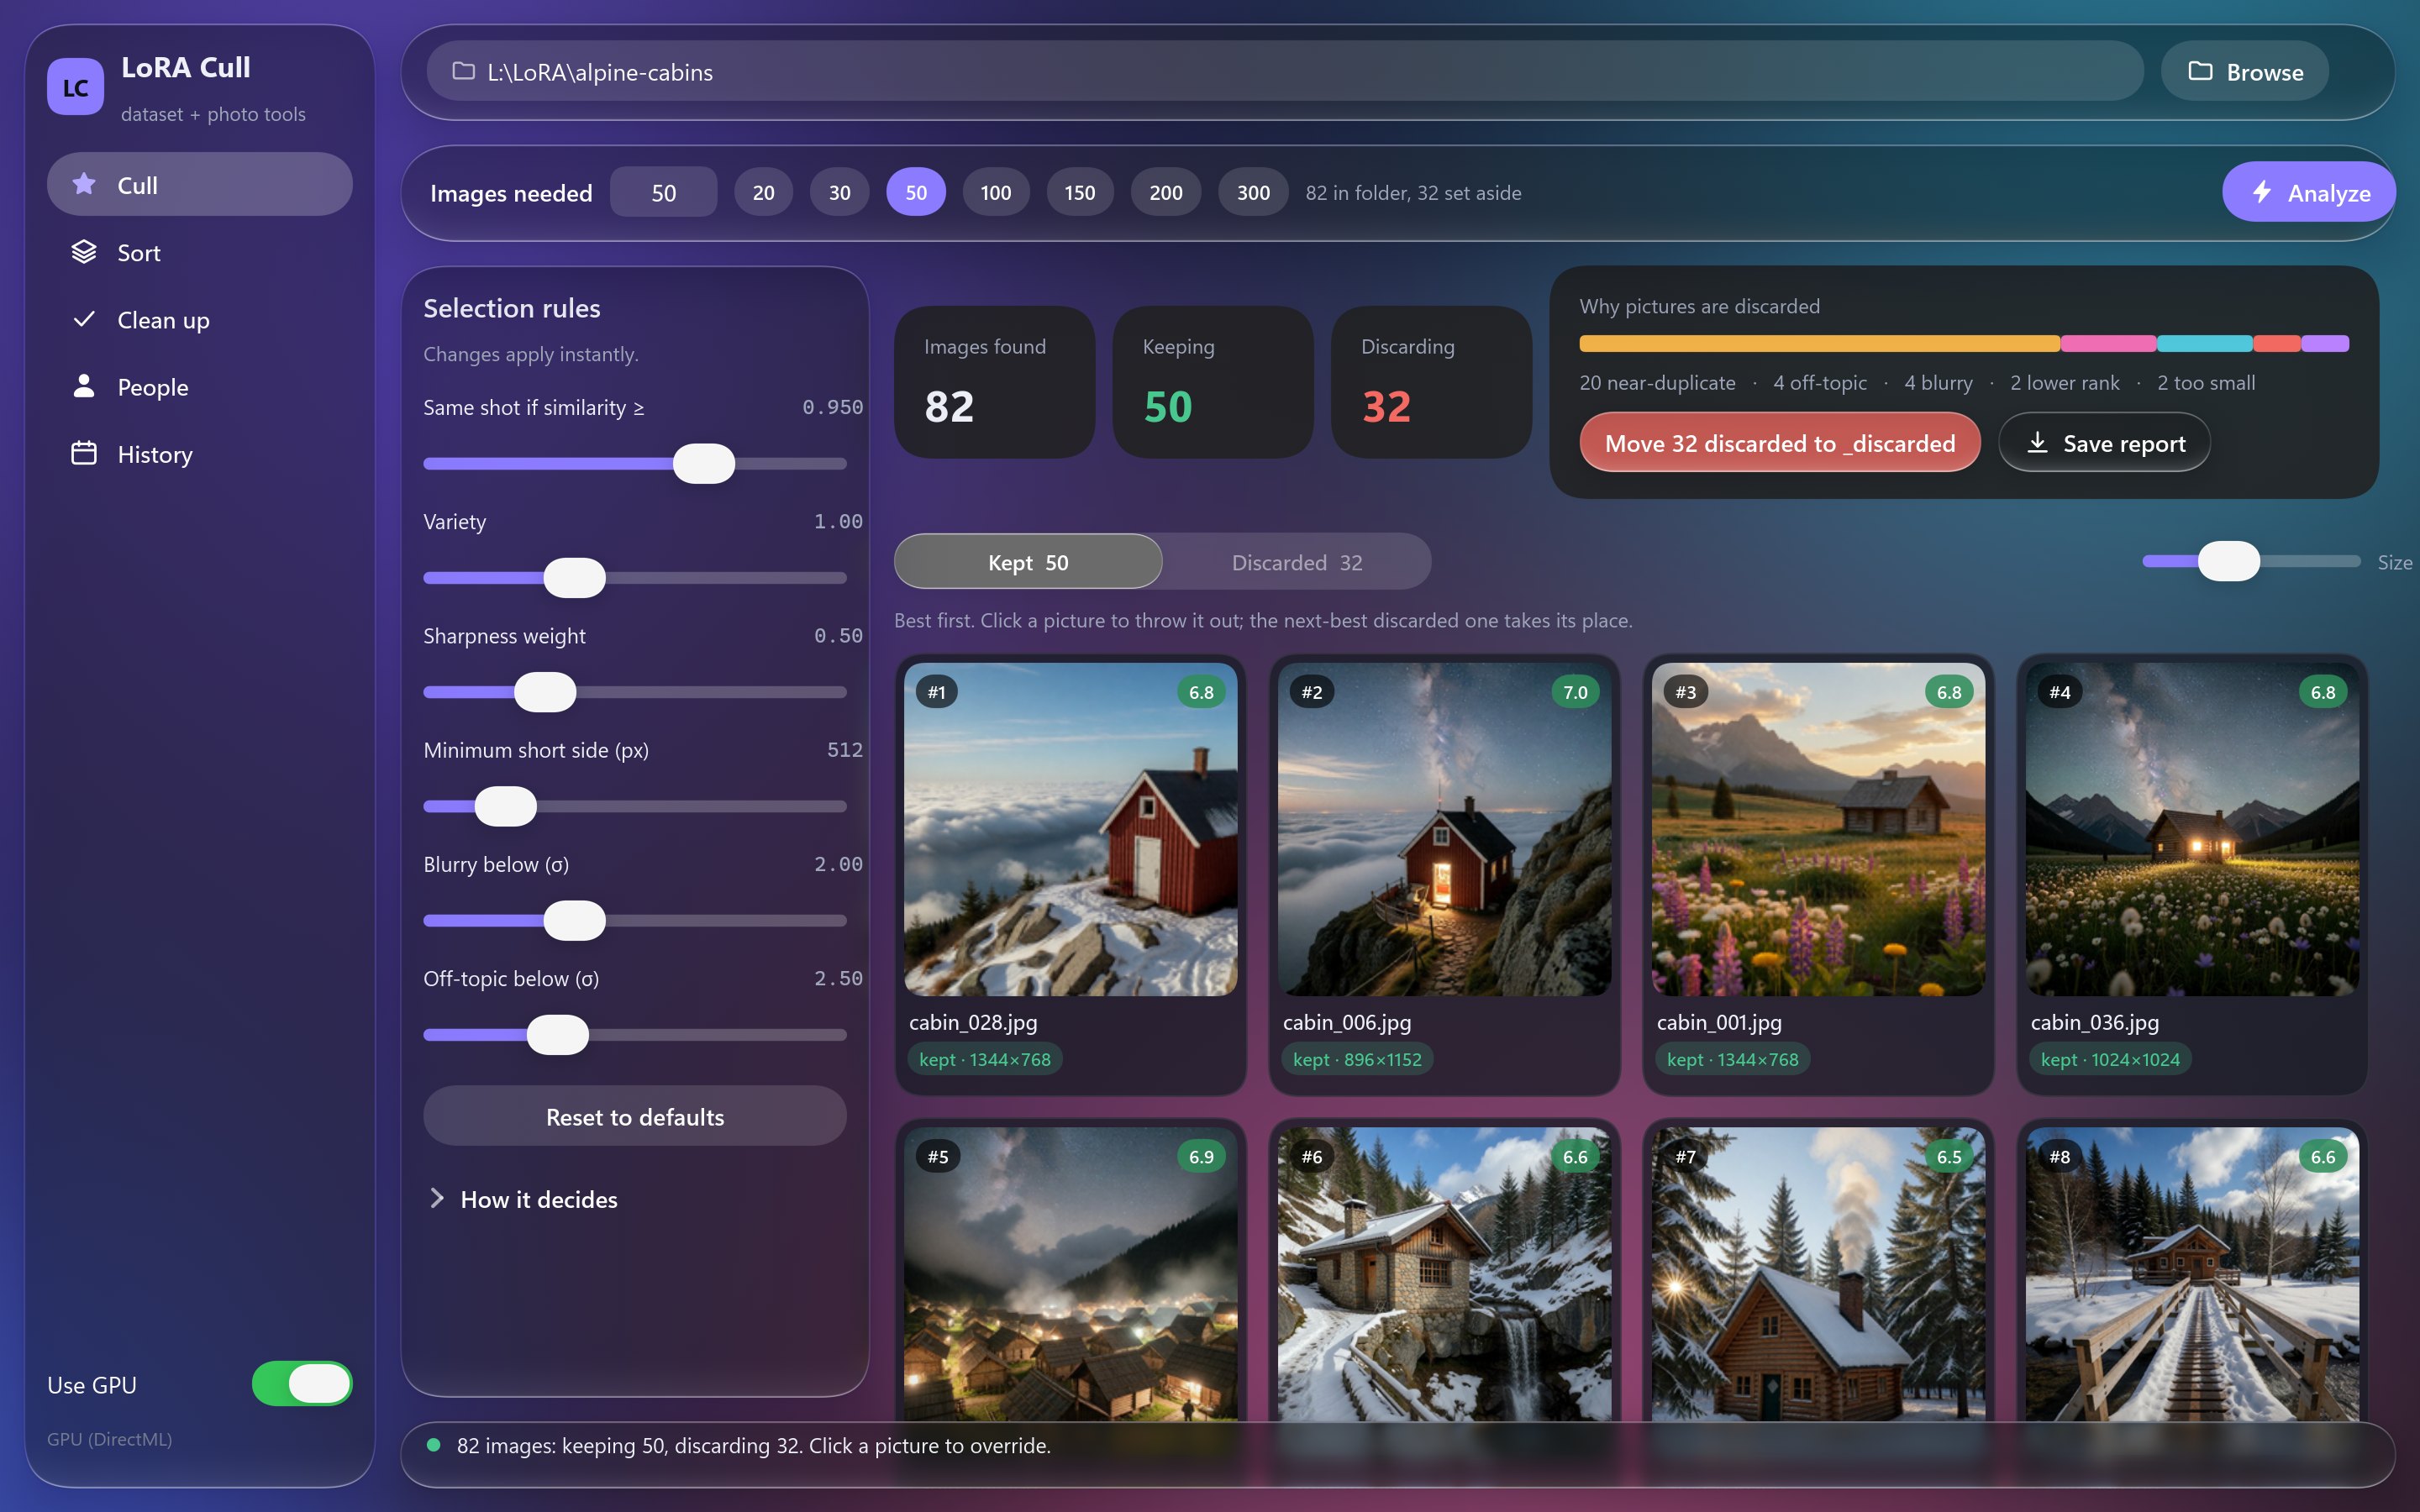 LC
LoRA Cull
dataset + photo tools
Cull
Sort
Clean up
People
History
Use GPU
GPU (DirectML)
L:\LoRA\alpine-cabins
Browse
Images needed 50 20 30 50 100 150 200 300 82 in folder, 32 set aside
Analyze
Selection rules
Changes apply instantly.
Same shot if similarity ≥ 0.950
Variety 1.00
Sharpness weight 0.50
Minimum short side (px) 512
Blurry below (σ) 2.00
Off-topic below (σ) 2.50
Reset to defaults
How it decides
Images found
82
Keeping
50
Discarding
32
Why pictures are discarded
20 near-duplicate · 4 off-topic · 4 blurry · 2 lower rank · 2 too small
Move 32 discarded to _discarded
Save report
Kept 50
Discarded 32
Size
Best first. Click a picture to throw it out; the next-best discarded one takes its place.
#1 6.8
cabin_028.jpg
kept · 1344×768
#2 7.0
cabin_006.jpg
kept · 896×1152
#3 6.8
cabin_001.jpg
kept · 1344×768
#4 6.8
cabin_036.jpg
kept · 1024×1024
#5 6.9
#6 6.6
#7 6.5
#8 6.6
82 images: keeping 50, discarding 32. Click a picture to override.